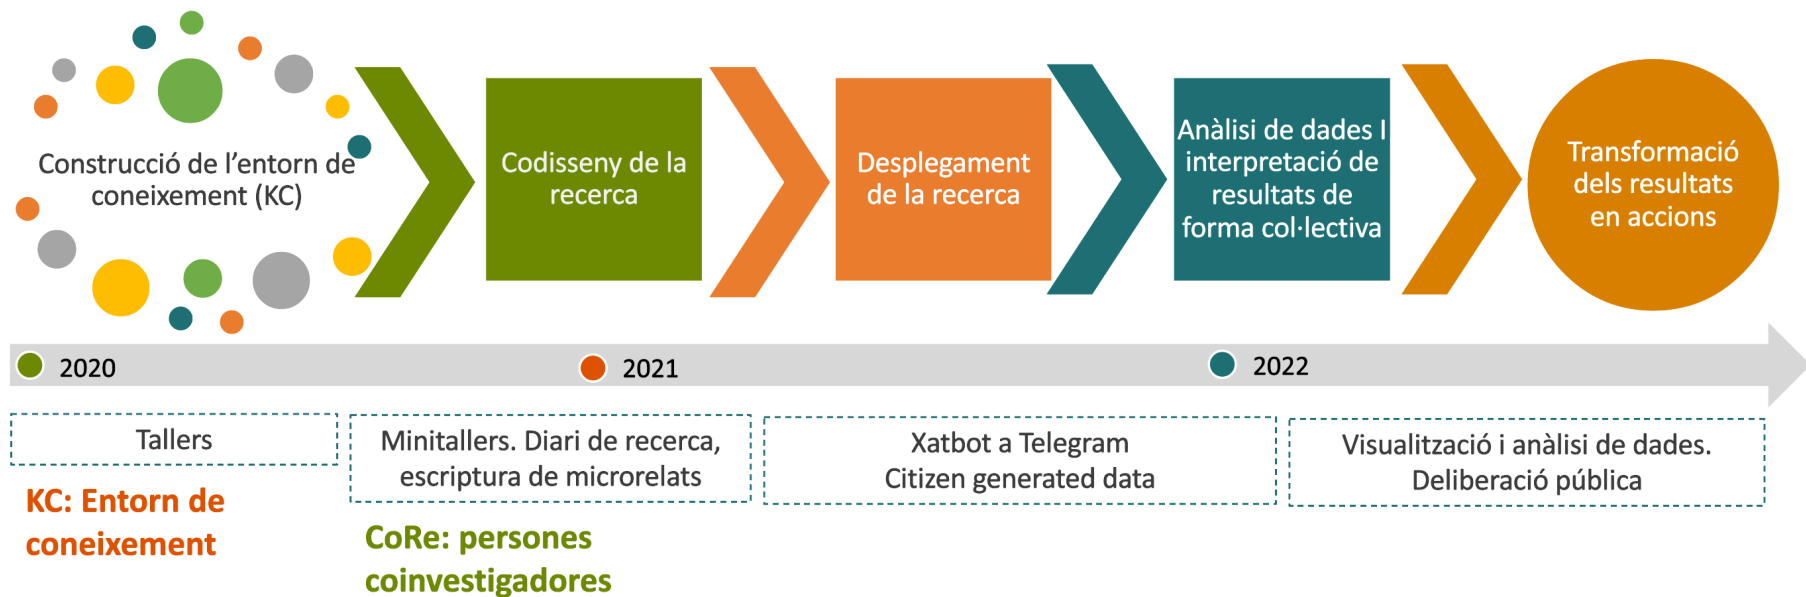 Construcció de l’entorn de
coneixement (KC)
Codisseny de la
recerca
Desplegament
de la recerca
Anàlisi de dades I
interpretació de
resultats de
forma col·lectiva
Transformació
dels resultats
en accions
2020
2021
2022
Tallers
Minitallers. Diari de recerca,
escriptura de microrelats
Xatbot a Telegram
Citizen generated data
Visualització i anàlisi de dades.
Deliberació pública
KC: Entorn de
coneixement
CoRe: persones
coinvestigadores